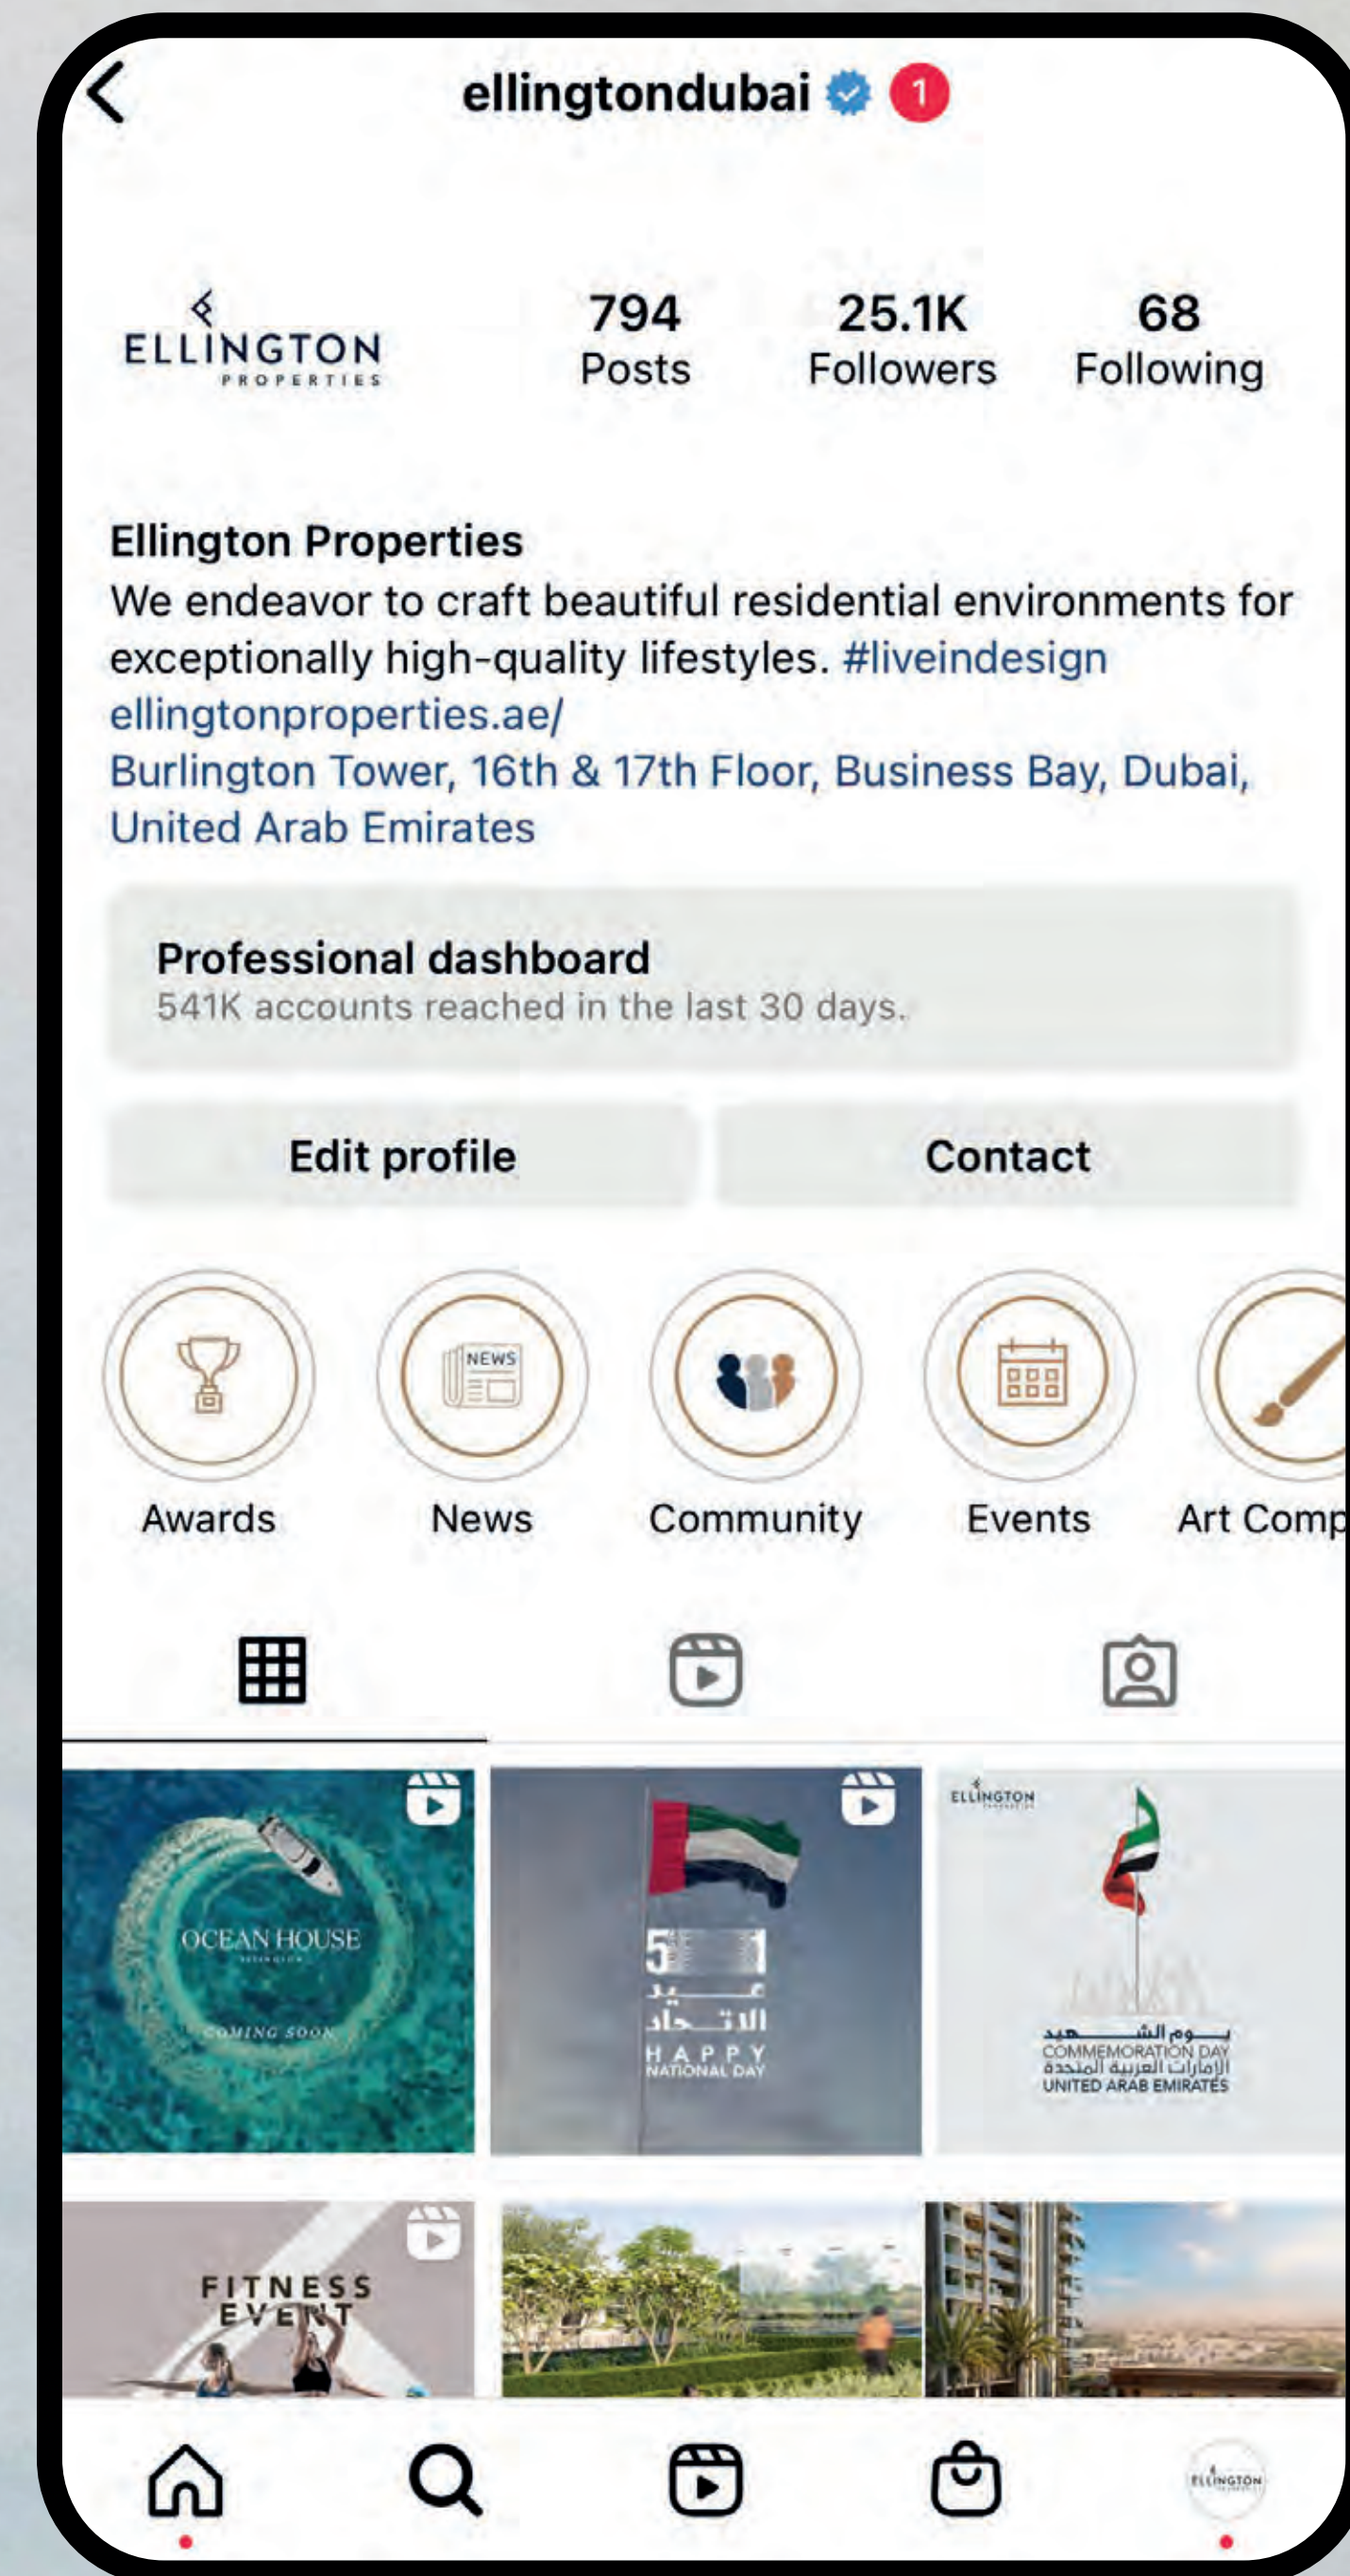 ellingtondubai 1
ELLINGTON
PROPERTIES
794
Posts
25.1K
Followers
68
Following
Ellington Properties
We endeavor to craft beautiful residential environments for
exceptionally high-quality lifestyles. #liveindesign
ellingtonproperties.ae/
Burlington Tower, 16th & 17th Floor, Business Bay, Dubai,
United Arab Emirates
Professional dashboard
541K accounts reached in the last 30 days.
Edit profile
Contact
NEWS
Awards
News
Community
Events
Art Comp
OCEAN HOUSE
COMING SOON
51
عيد
الاتحاد
HAPPY
NATIONAL DAY
ELLINGTON
يوم الشهيد
COMMEMORATION DAY
الإمارات العربية المتحدة
UNITED ARAB EMIRATES
FITNESS
EVENT
ELLINGTON